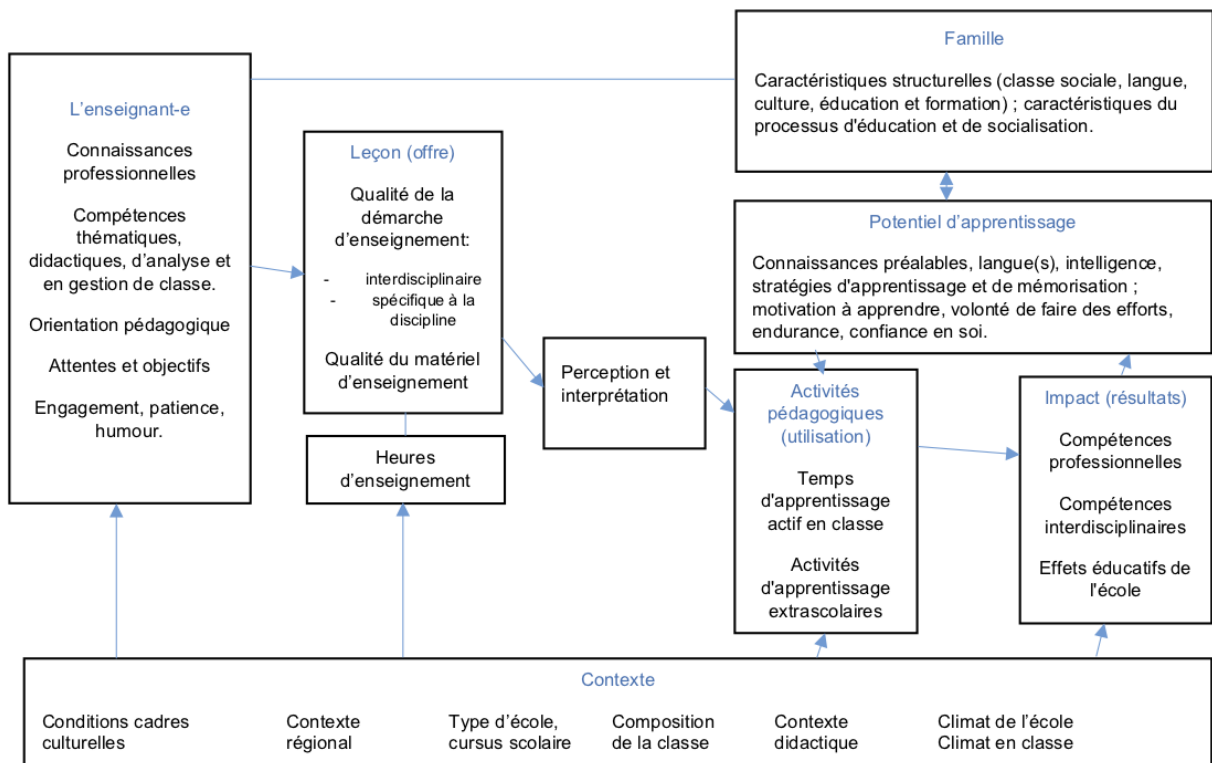 L'enseignant-e
Connaissances
professionnelles
Compétences
thématiques,
didactiques, d'analyse et
en gestion de classe.
Orientation pédagogique
Attentes et objectifs
Engagement, patience,
humour.
Leçon (offre)
Qualité de la
démarche
d'enseignement:
- interdisciplinaire
- spécifique à la
discipline
Qualité du matériel
d'enseignement
Heures
d'enseignement
Perception et
interprétation
Famille
Caractéristiques structurelles (classe sociale, langue,
culture, éducation et formation) ; caractéristiques du
processus d'éducation et de socialisation.
Potentiel d'apprentissage
Connaissances préalables, langue(s), intelligence,
stratégies d'apprentissage et de mémorisation ;
motivation à apprendre, volonté de faire des efforts,
endurance, confiance en soi.
Activités
pédagogiques
(utilisation)
Temps
d'apprentissage
actif en classe
Activités
d'apprentissage
extrascolaires
Impact (résultats)
Compétences
professionnelles
Compétences
interdisciplinaires
Effets éducatifs de
l'école
Contexte
Conditions cadres
culturelles
Contexte
régional
Type d'école,
cursus scolaire
Composition
de la classe
Contexte
didactique
Climat de l'école
Climat en classe